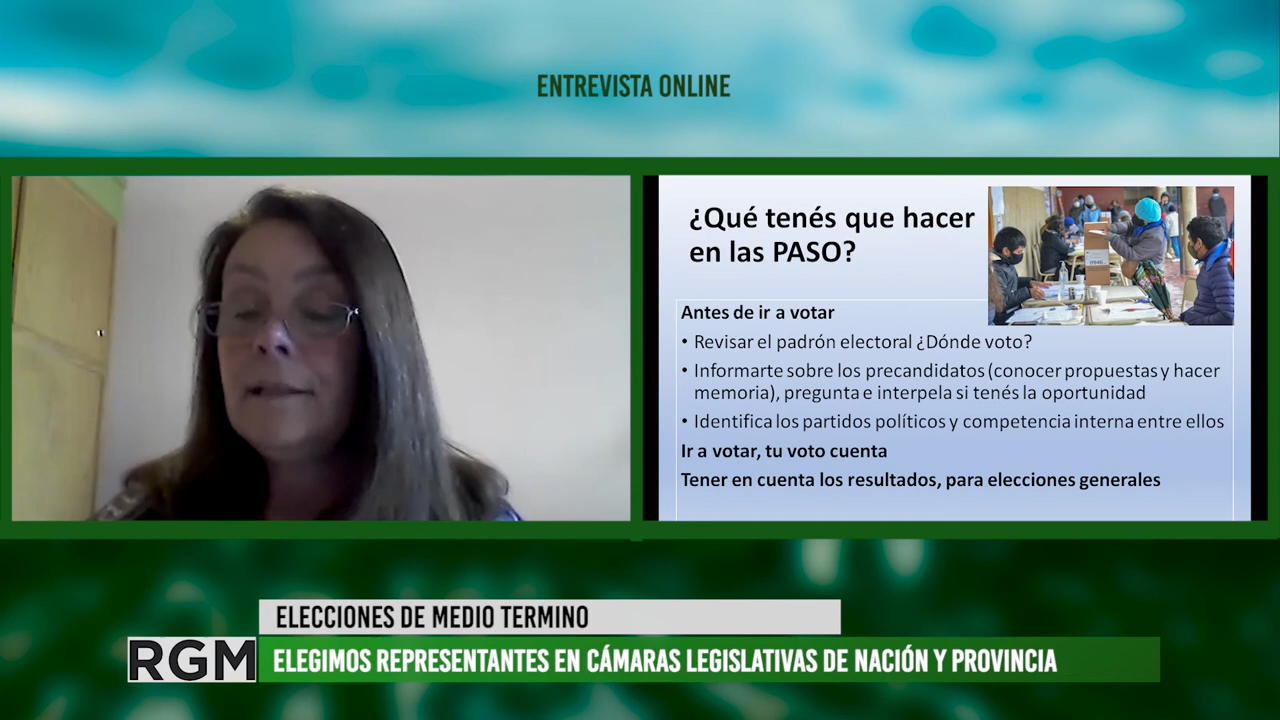 ENTREVISTA ONLINE
¿Qué tenés que hacer
en las PASO?
Antes de ir a votar
• Revisar el padrón electoral ¿Dónde voto?
• Informarte sobre los precandidatos (conocer propuestas y hacer
memoria), pregunta e interpela si tenés la oportunidad
• Identifica los partidos políticos y competencia interna entre ellos
Ir a votar, tu voto cuenta
Tener en cuenta los resultados, para elecciones generales
ELECCIONES DE MEDIO TERMINO
RGM
ELEGIMOS REPRESENTANTES EN CÁMARAS LEGISLATIVAS DE NACIÓN Y PROVINCIA